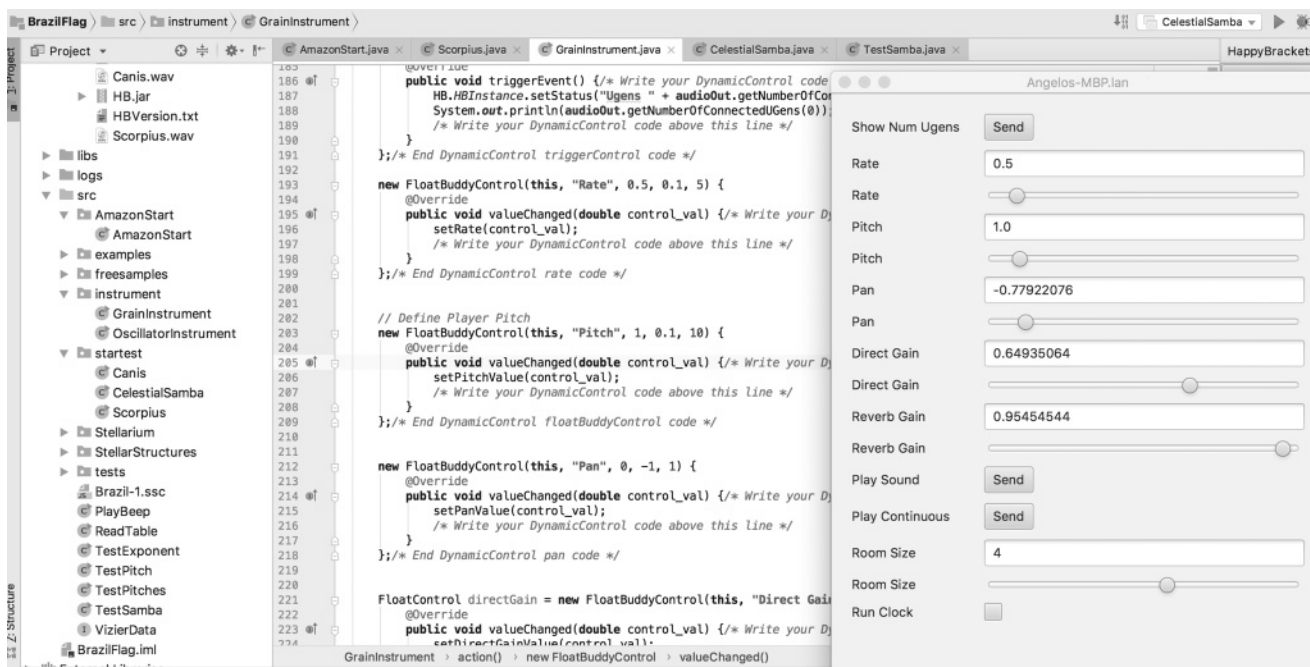 BrazilFlag src instrument GrainInstrument CelestialSamba
Project AmazonStart.java Scorpius.java GrainInstrument.java CelestialSamba.java TestSamba.java HappyBrackets
1: Project
Canis.wav
HB.jar
HBVersion.txt
Scorpius.wav
libs
logs
src
AmazonStart
AmazonStart
examples
freesamples
instrument
GrainInstrument
OscillatorInstrument
startest
Canis
CelestialSamba
Scorpius
Stellarium
StellarStructures
tests
Brazil-1.ssc
PlayBeep
ReadTable
TestExponent
TestPitch
TestPitches
TestSamba
VizierData
BrazilFlag.iml
Z: Structure
185 @Override
186 public void triggerEvent() {/* Write your DynamicControl code
187 HB.HBInstance.setStatus("Ugens " + audioOut.getNumberOfCo
188 System.out.println(audioOut.getNumberOfConnectedUGens(0));
189 /* Write your DynamicControl code above this line */
190 }
191 };/* End DynamicControl triggerControl code */
192
193 new FloatBuddyControl(this, "Rate", 0.5, 0.1, 5) {
194 @Override
195 public void valueChanged(double control_val) {/* Write your Dy
196 setRate(control_val);
197 /* Write your DynamicControl code above this line */
198 }
199 };/* End DynamicControl rate code */
200
201
202 // Define Player Pitch
203 new FloatBuddyControl(this, "Pitch", 1, 0.1, 10) {
204 @Override
205 public void valueChanged(double control_val) {/* Write your Dy
206 setPitchValue(control_val);
207 /* Write your DynamicControl code above this line */
208 }
209 };/* End DynamicControl floatBuddyControl code */
210
211
212 new FloatBuddyControl(this, "Pan", 0, -1, 1) {
213 @Override
214 public void valueChanged(double control_val) {/* Write your Dy
215 setPanValue(control_val);
216 /* Write your DynamicControl code above this line */
217 }
218 };/* End DynamicControl pan code */
219
220
221 FloatControl directGain = new FloatBuddyControl(this, "Direct Gai
222 @Override
223 public void valueChanged(double control_val) {/* Write your Dy
224 setDirectGainValue(control_val);
GrainInstrument › action() › new FloatBuddyControl › valueChanged()
Angelos-MBP.lan
Show Num Ugens Send
Rate 0.5
Rate
Pitch 1.0
Pitch
Pan -0.77922076
Pan
Direct Gain 0.64935064
Direct Gain
Reverb Gain 0.95454544
Reverb Gain
Play Sound Send
Play Continuous Send
Room Size 4
Room Size
Run Clock